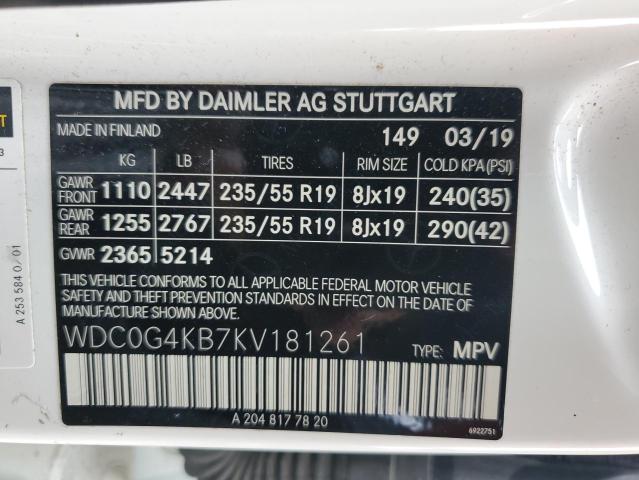 MFD BY DAIMLER AG STUTTGART
MADE IN FINLAND 149 03/19
KG LB TIRES RIM SIZE COLD KPA(PSI)
GAWR FRONT 1110 2447 235/55 R19 8Jx19 240(35)
GAWR REAR 1255 2767 235/55 R19 8Jx19 290(42)
GVWR 2365 5214
THIS VEHICLE CONFORMS TO ALL APPLICABLE FEDERAL MOTOR VEHICLE
SAFETY AND THEFT PREVENTION STANDARDS IN EFFECT ON THE DATE OF
MANUFACTURE SHOWN ABOVE.
WDC0G4KB7KV181261 TYPE: MPV
A 204 817 78 20
6922751
A 253 584 0 / 01